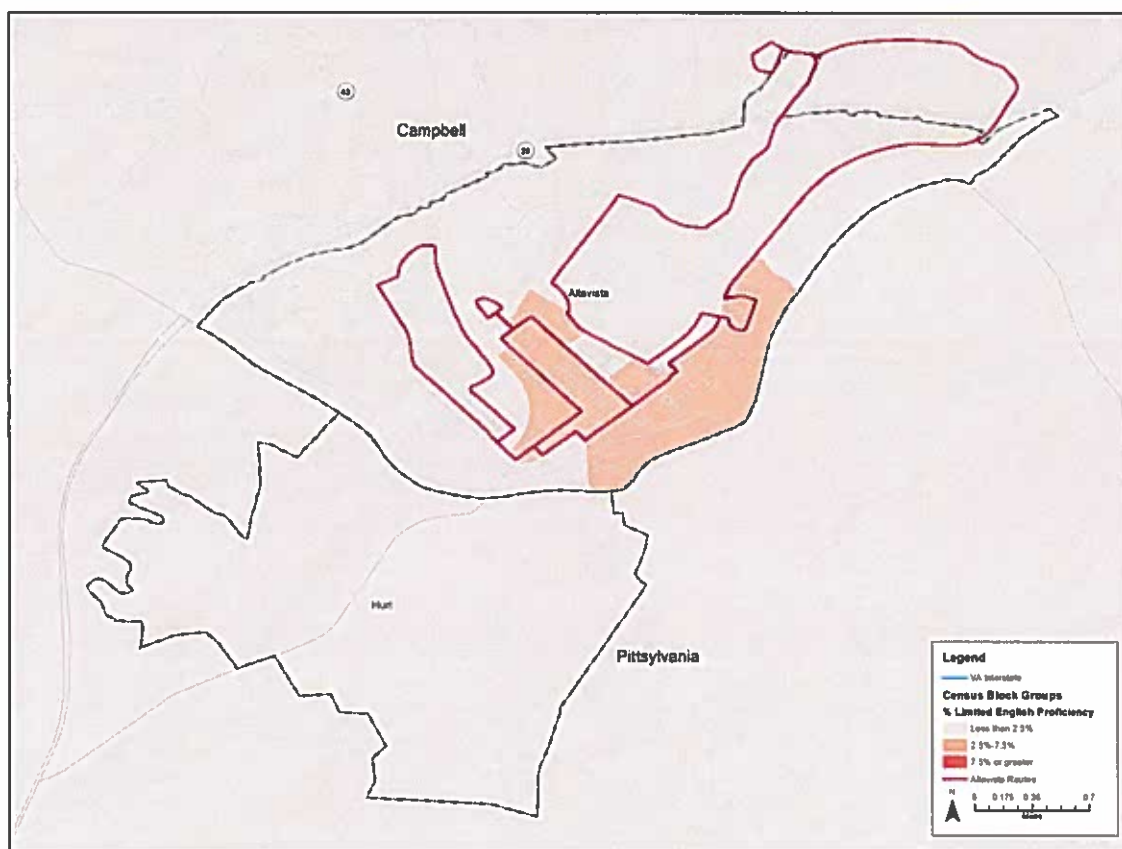 43
Campbell
29
Altavista
Hurt
Pittsylvania
Legend
VA Interstate
Census Block Groups
% Limited English Proficiency
Less than 2.5%
2.5%-7.5%
7.5% or greater
Altavista Routes
N
0 0.175 0.35 0.7
Miles